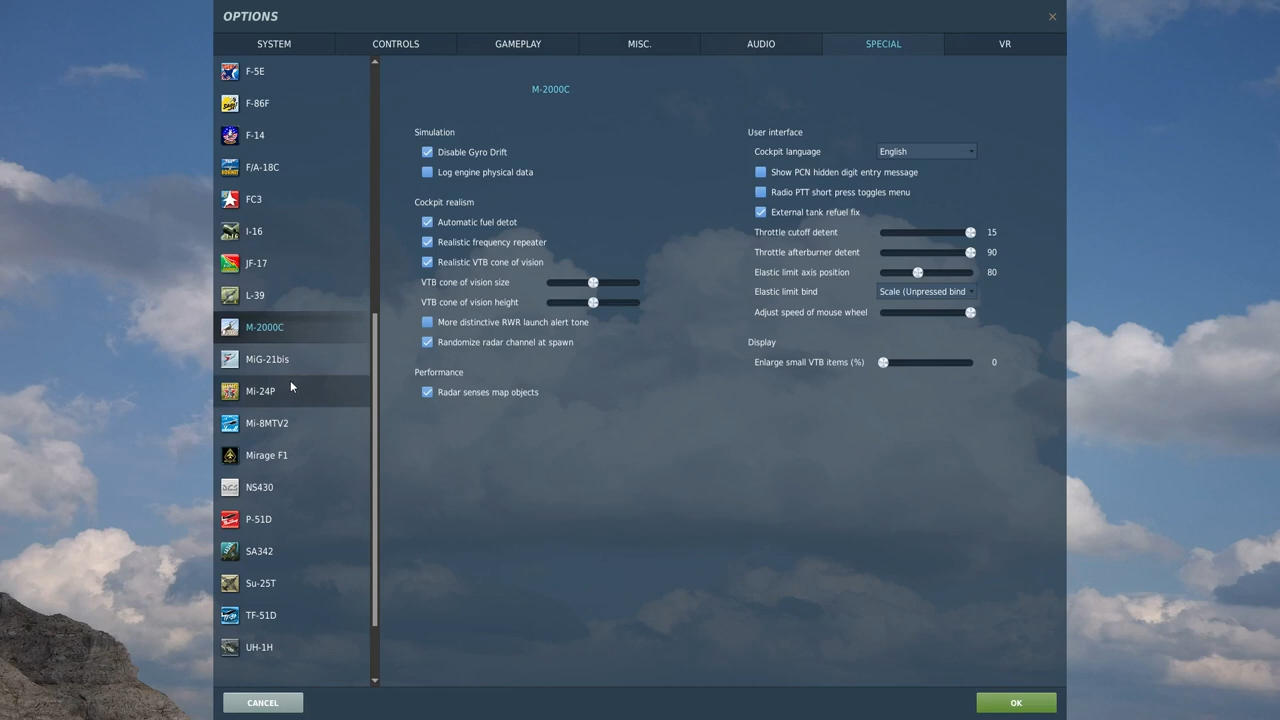 OPTIONS
SYSTEM
CONTROLS
GAMEPLAY
MISC.
AUDIO
SPECIAL
VR
F-5E
F-86F
F-14
F/A-18C
FC3
I-16
JF-17
L-39
M-2000C
MiG-21bis
Mi-24P
Mi-8MTV2
Mirage F1
NS430
P-51D
SA342
Su-25T
TF-51D
UH-1H
M-2000C
Simulation
Disable Gyro Drift
Log engine physical data
Cockpit realism
Automatic fuel detot
Realistic frequency repeater
Realistic VTB cone of vision
VTB cone of vision size
VTB cone of vision height
More distinctive RWR launch alert tone
Randomize radar channel at spawn
Performance
Radar senses map objects
User interface
Cockpit language English
Show PCN hidden digit entry message
Radio PTT short press toggles menu
External tank refuel fix
Throttle cutoff detent 15
Throttle afterburner detent 90
Elastic limit axis position 80
Elastic limit bind Scale (Unpressed bind
Adjust speed of mouse wheel
Display
Enlarge small VTB items (%) 0
CANCEL
OK